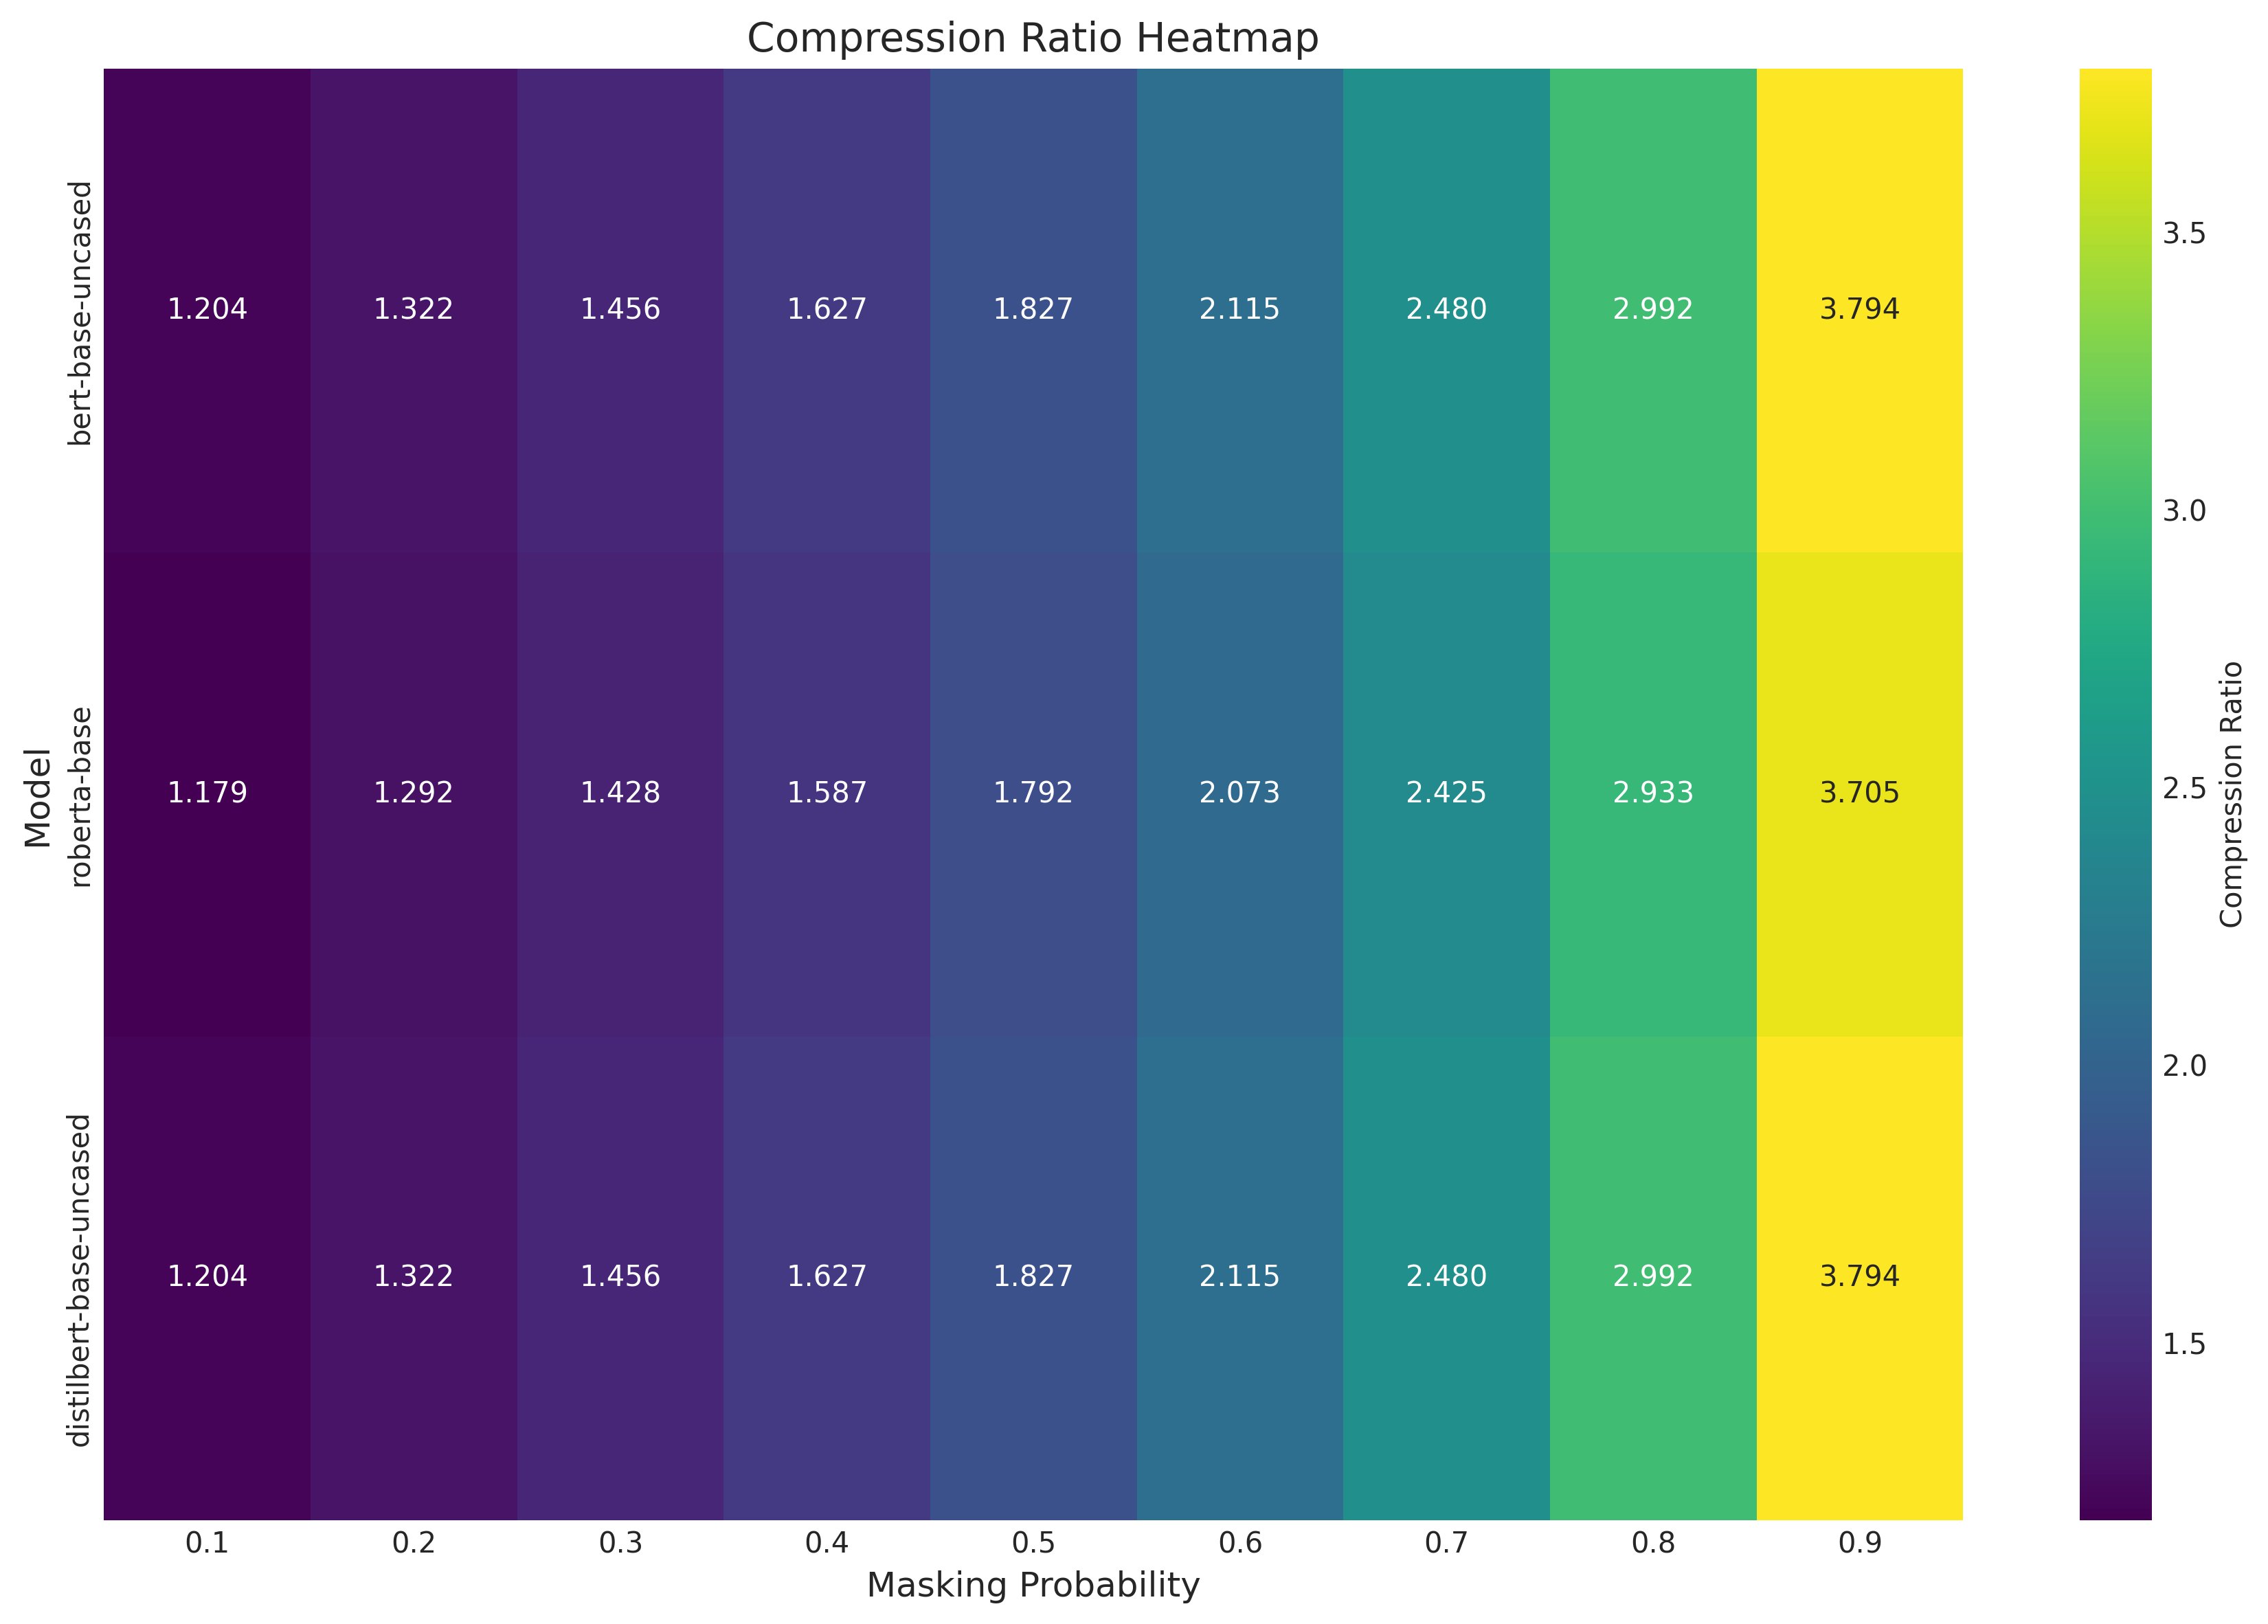 Compression Ratio Heatmap
Model
bert-base-uncased
1.204 1.322 1.456 1.627 1.827 2.115 2.480 2.992 3.794
roberta-base
1.179 1.292 1.428 1.587 1.792 2.073 2.425 2.933 3.705
distilbert-base-uncased
1.204 1.322 1.456 1.627 1.827 2.115 2.480 2.992 3.794
0.1 0.2 0.3 0.4 0.5 0.6 0.7 0.8 0.9
Masking Probability
3.5
3.0
2.5
2.0
1.5
Compression Ratio